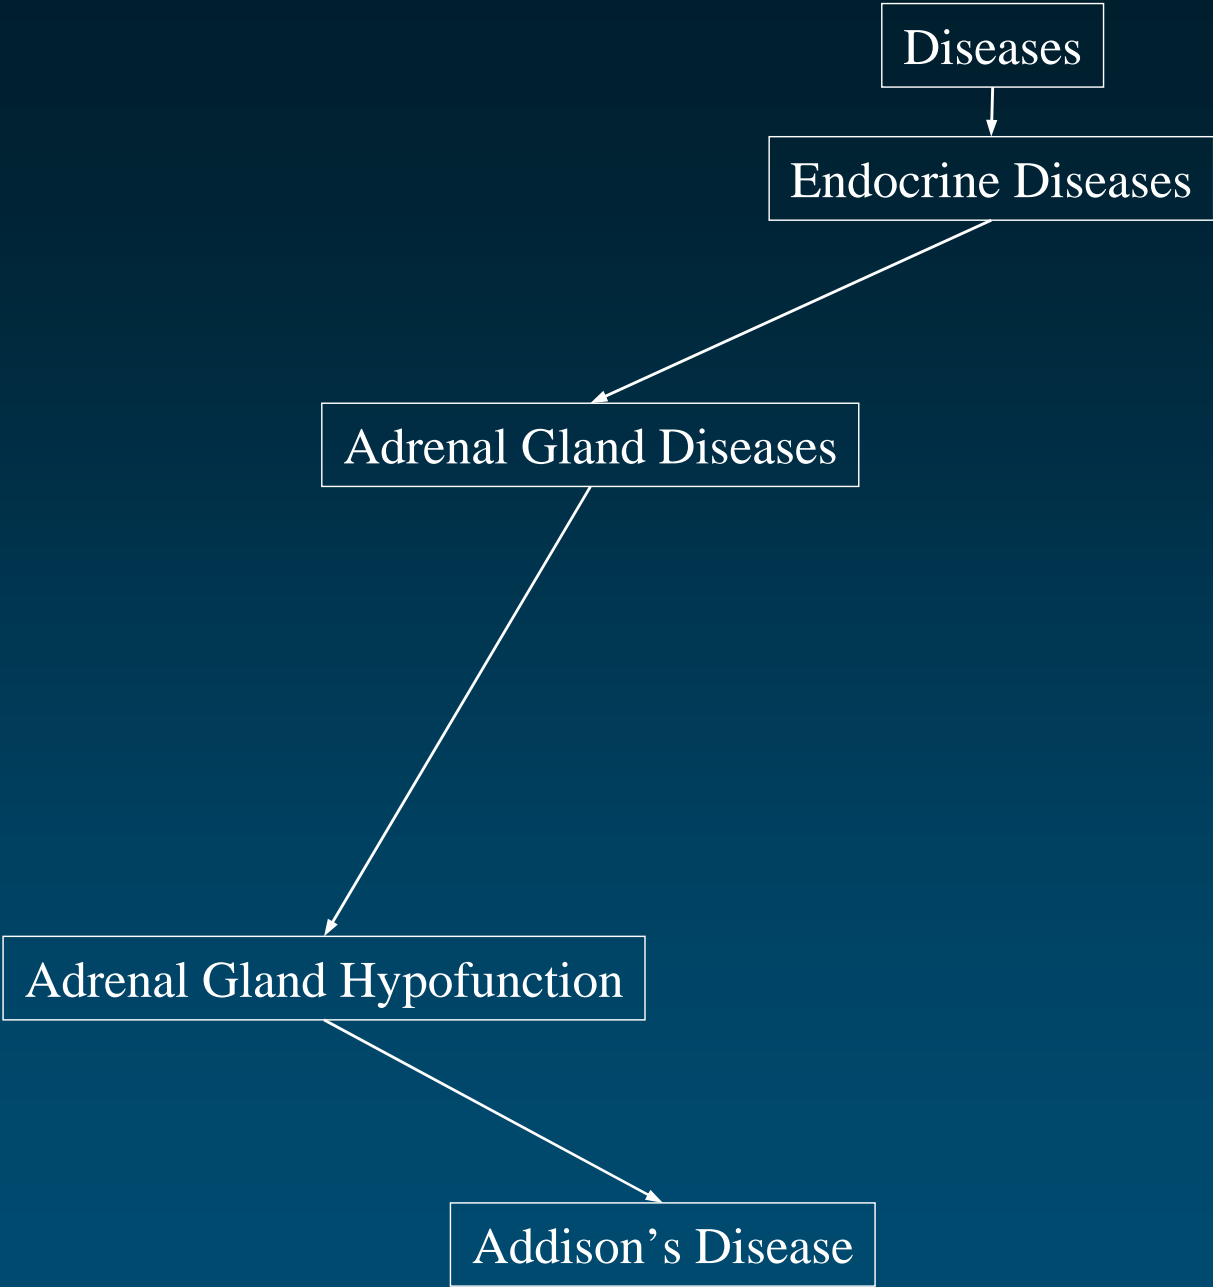 Diseases
Endocrine Diseases
Adrenal Gland Diseases
Adrenal Gland Hypofunction
Addison’s Disease